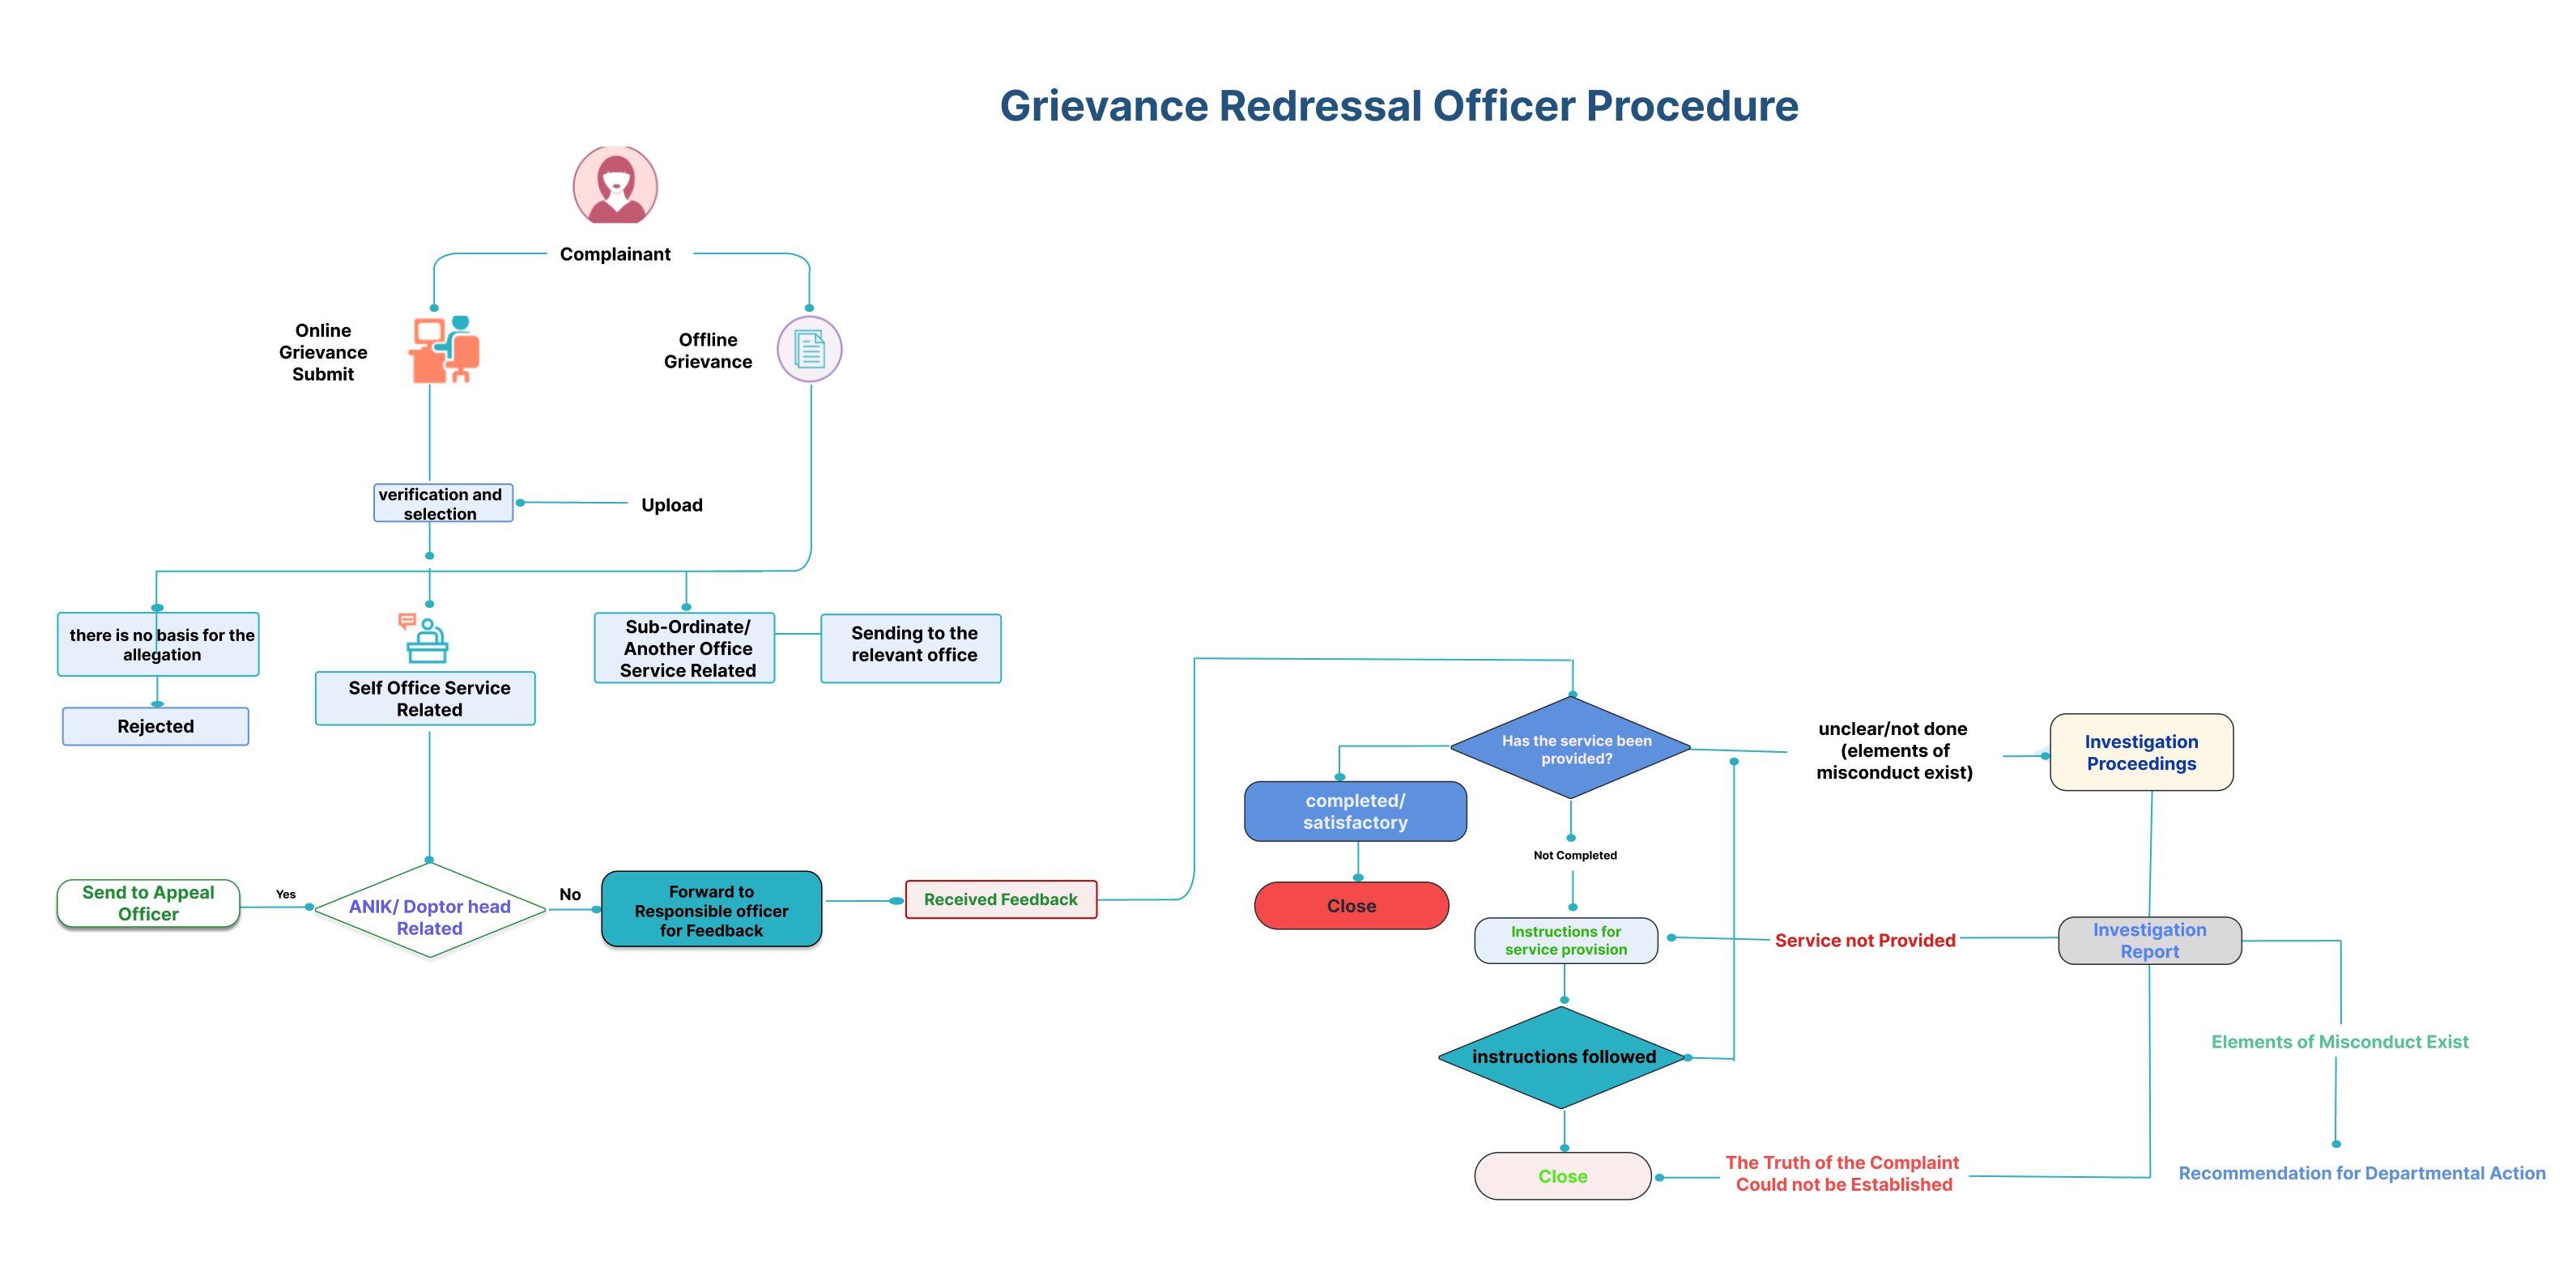 Grievance Redressal Officer Procedure
Complainant
Online
Grievance
Submit
Offline
Grievance
verification and
selection
Upload
there is no basis for the
allegation
Rejected
Self Office Service
Related
Sub-Ordinate/
Another Office
Service Related
Sending to the
relevant office
Send to Appeal
Officer
Yes
ANIK/ Doptor head
Related
No
Forward to
Responsible officer
for Feedback
Received Feedback
Has the service been
provided?
completed/
satisfactory
Close
Not Completed
Instructions for
service provision
instructions followed
Close
unclear/not done
(elements of
misconduct exist)
Investigation
Proceedings
Service not Provided
Investigation
Report
Elements of Misconduct Exist
The Truth of the Complaint
Could not be Established
Recommendation for Departmental Action